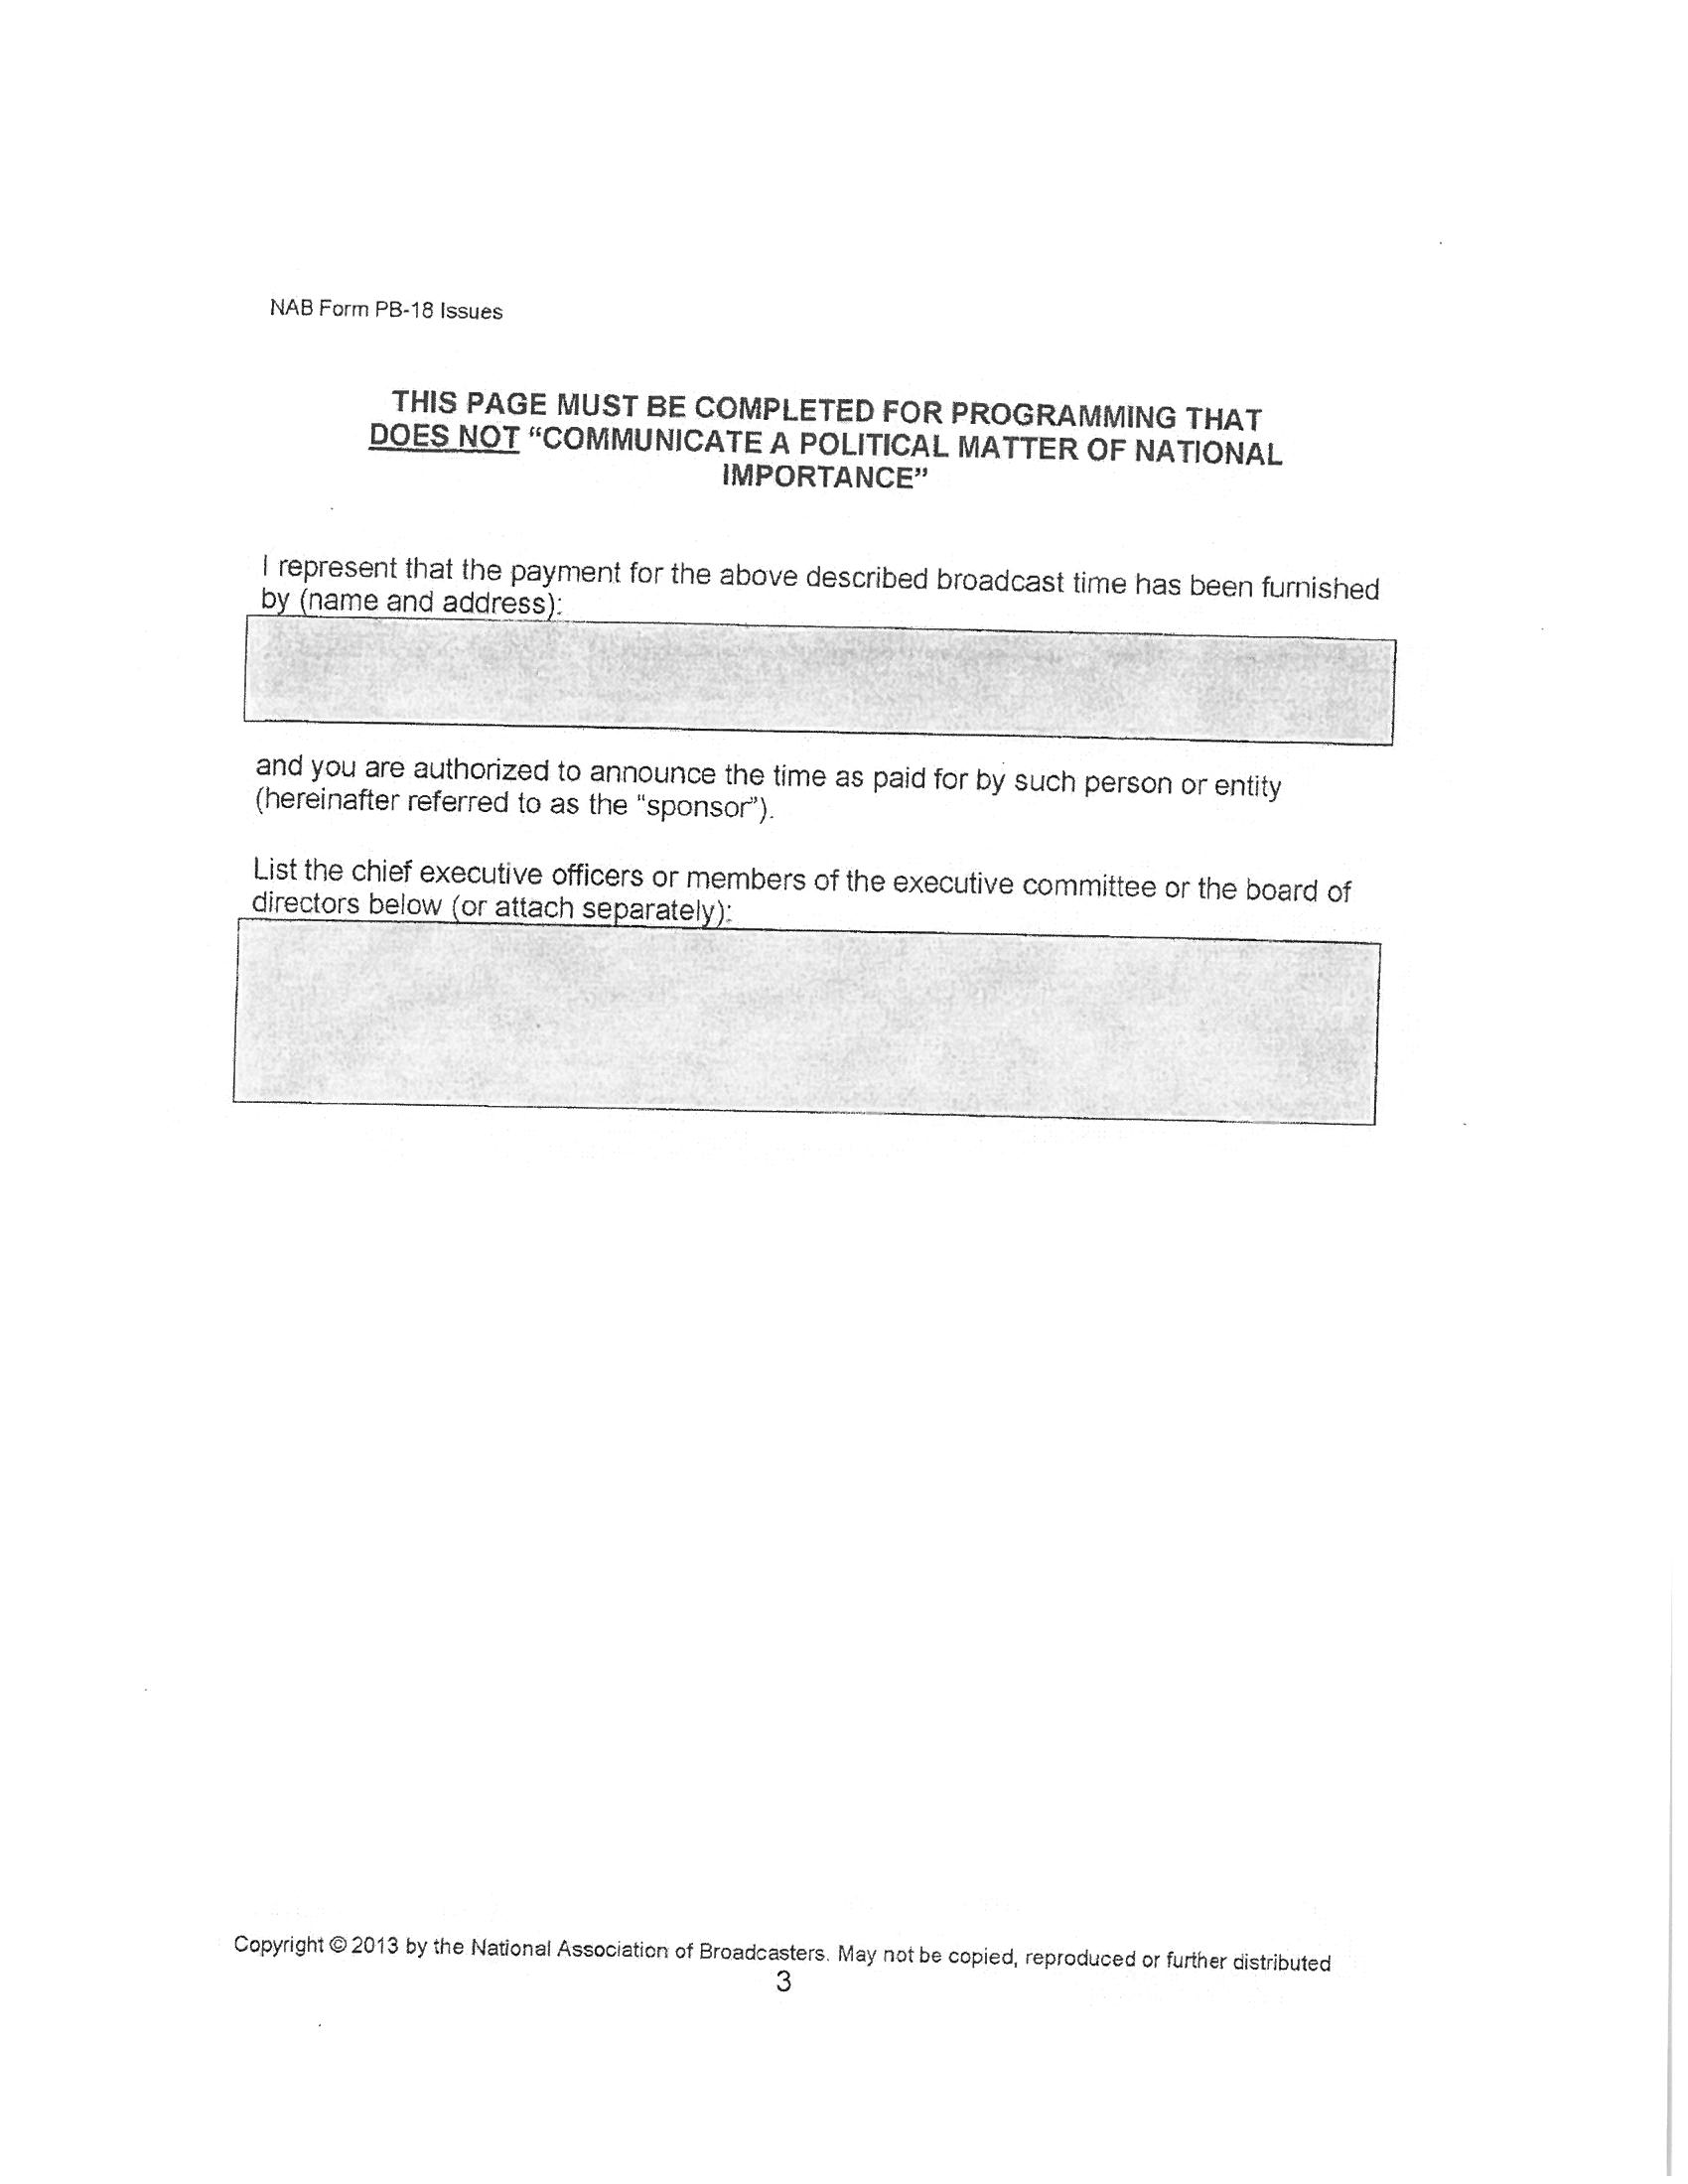 NAB Form PB-18 Issues
THIS PAGE MUST BE COMPLETED FOR PROGRAMMING THAT
DOES NOT “COMMUNICATE A POLITICAL MATTER OF NATIONAL
IMPORTANCE”
I represent that the payment for the above described broadcast time has been furnished
by (name and address):
and you are authorized to announce the time as paid for by such person or entity
(hereinafter referred to as the “sponsor”).
List the chief executive officers or members of the executive committee or the board of
directors below (or attach separately):
Copyright © 2013 by the National Association of Broadcasters. May not be copied, reproduced or further distributed
3